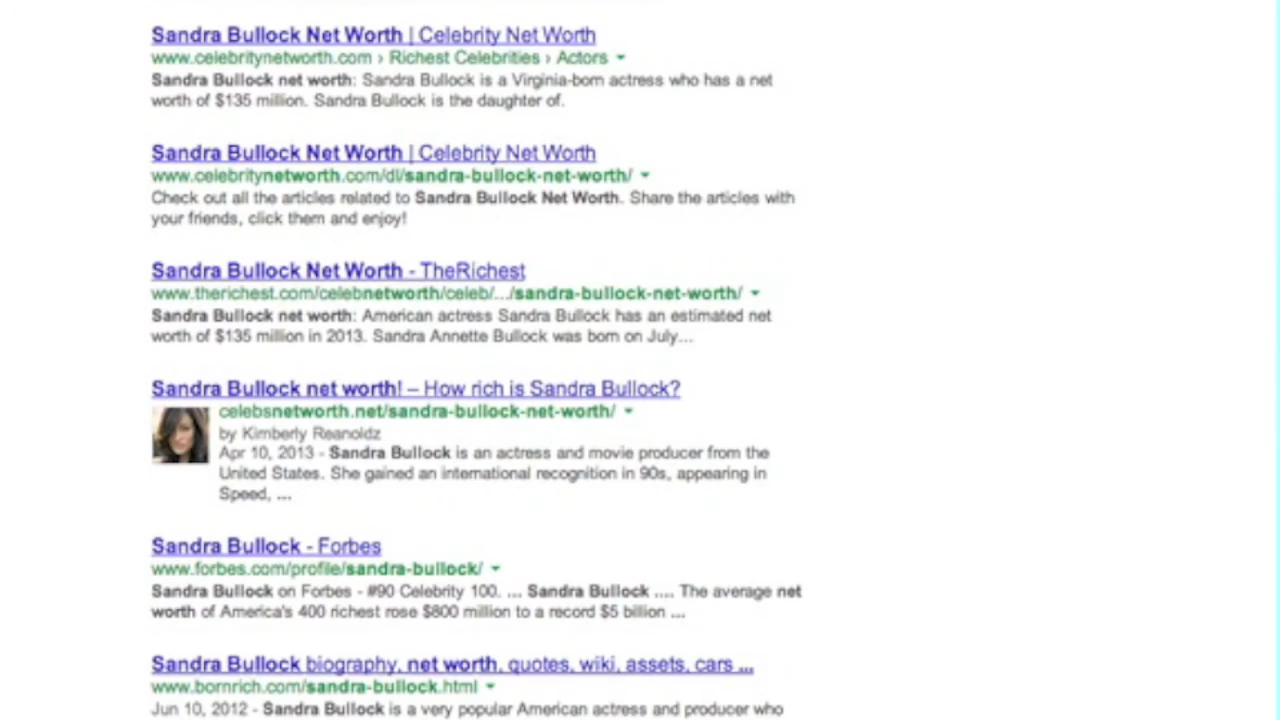 Sandra Bullock Net Worth | Celebrity Net Worth
www.celebritynetworth.com › Richest Celebrities › Actors
Sandra Bullock net worth: Sandra Bullock is a Virginia-born actress who has a net
worth of $135 million. Sandra Bullock is the daughter of.
Sandra Bullock Net Worth | Celebrity Net Worth
www.celebritynetworth.com/dl/sandra-bullock-net-worth/
Check out all the articles related to Sandra Bullock Net Worth. Share the articles with
your friends, click them and enjoy!
Sandra Bullock Net Worth - TheRichest
www.therichest.com/celebnetworth/celeb/.../sandra-bullock-net-worth/
Sandra Bullock net worth: American actress Sandra Bullock has an estimated net
worth of $135 million in 2013. Sandra Annette Bullock was born on July...
Sandra Bullock net worth! – How rich is Sandra Bullock?
celebsnetworth.net/sandra-bullock-net-worth/
by Kimberly Reanoldz
Apr 10, 2013 - Sandra Bullock is an actress and movie producer from the
United States. She gained an international recognition in 90s, appearing in
Speed, ...
Sandra Bullock - Forbes
www.forbes.com/profile/sandra-bullock/
Sandra Bullock on Forbes - #90 Celebrity 100. ... Sandra Bullock .... The average net
worth of America's 400 richest rose $800 million to a record $5 billion ...
Sandra Bullock biography, net worth, quotes, wiki, assets, cars ...
www.bornrich.com/sandra-bullock.html
Jun 10, 2012 - Sandra Bullock is a very popular American actress and producer who